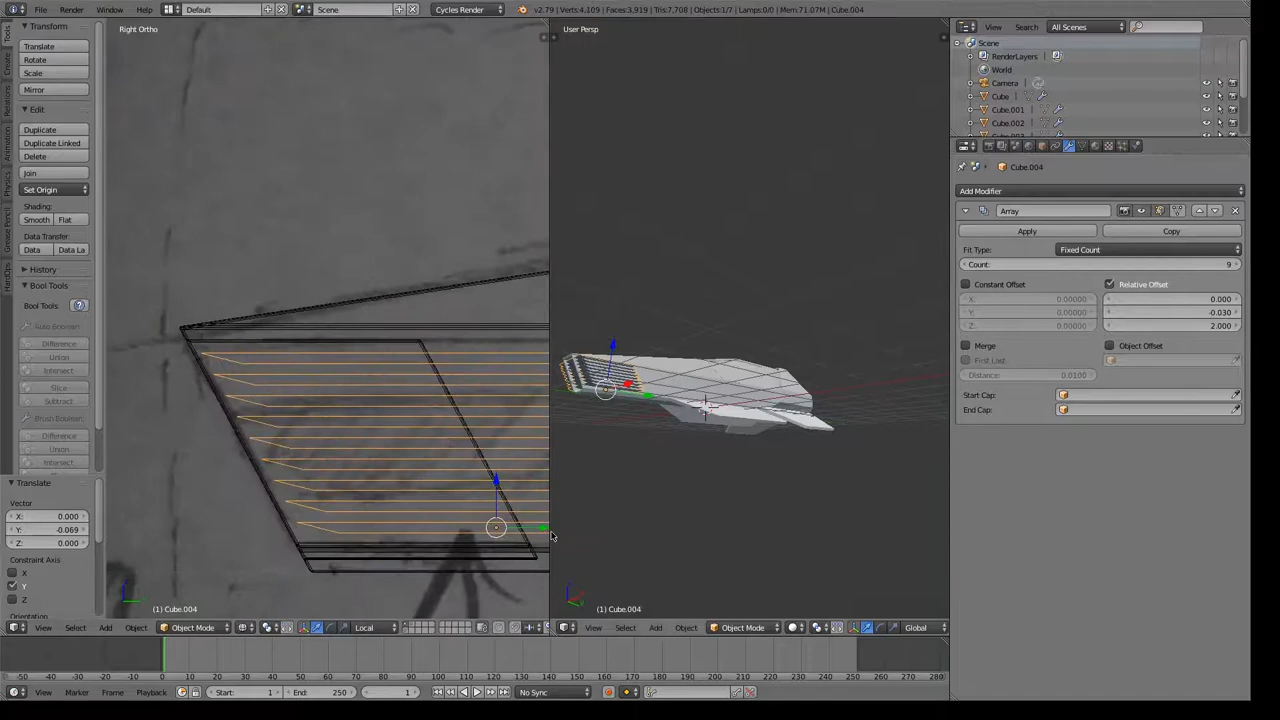 File Render Window Help Default Scene Cycles Render v2.79 | Verts:4,109 | Faces:3,919 | Tris:7,708 | Objects:1/7 | Lamps:0/0 | Mem:71.07M | Cube.004
Transform
Translate
Rotate
Scale
Mirror
Edit
Duplicate
Duplicate Linked
Delete
Join
Set Origin
Shading:
Smooth Flat
Data Transfer:
Data Data La
History
Bool Tools
Bool Tools
Auto Boolean
Difference
Union
Intersect
Slice
Subtract
Brush Boolean
Difference
Union
Intersect
Translate
Vector
X: 0.000
Y: -0.069
Z: 0.000
Constraint Axis
X
Y
Z
Orientation
Tools
Create
Relations
Animation
Physics
Grease Pencil
HardOps
Right Ortho
(1) Cube.004
View Select Add Object Object Mode Local
User Persp
(1) Cube.004
View Select Add Object Object Mode Global
View Search All Scenes
Scene
RenderLayers
World
Camera
Cube
Cube.001
Cube.002
Cube.004
Add Modifier
Array
Apply Copy
Fit Type: Fixed Count
Count: 9
Constant Offset Relative Offset
X: 0.00000 0.000
Y: 0.00000 -0.030
Z: 0.00000 2.000
Merge Object Offset
First Last
Distance: 0.0100
Start Cap:
End Cap:
-50 -40 -30 -20 -10 0 10 20 30 40 50 60 70 80 90 100 110 120 130 140 150 160 170 180 190 200 210 220 230 240 250 260 270 280
View Marker Frame Playback Start: 1 End: 250 1 No Sync